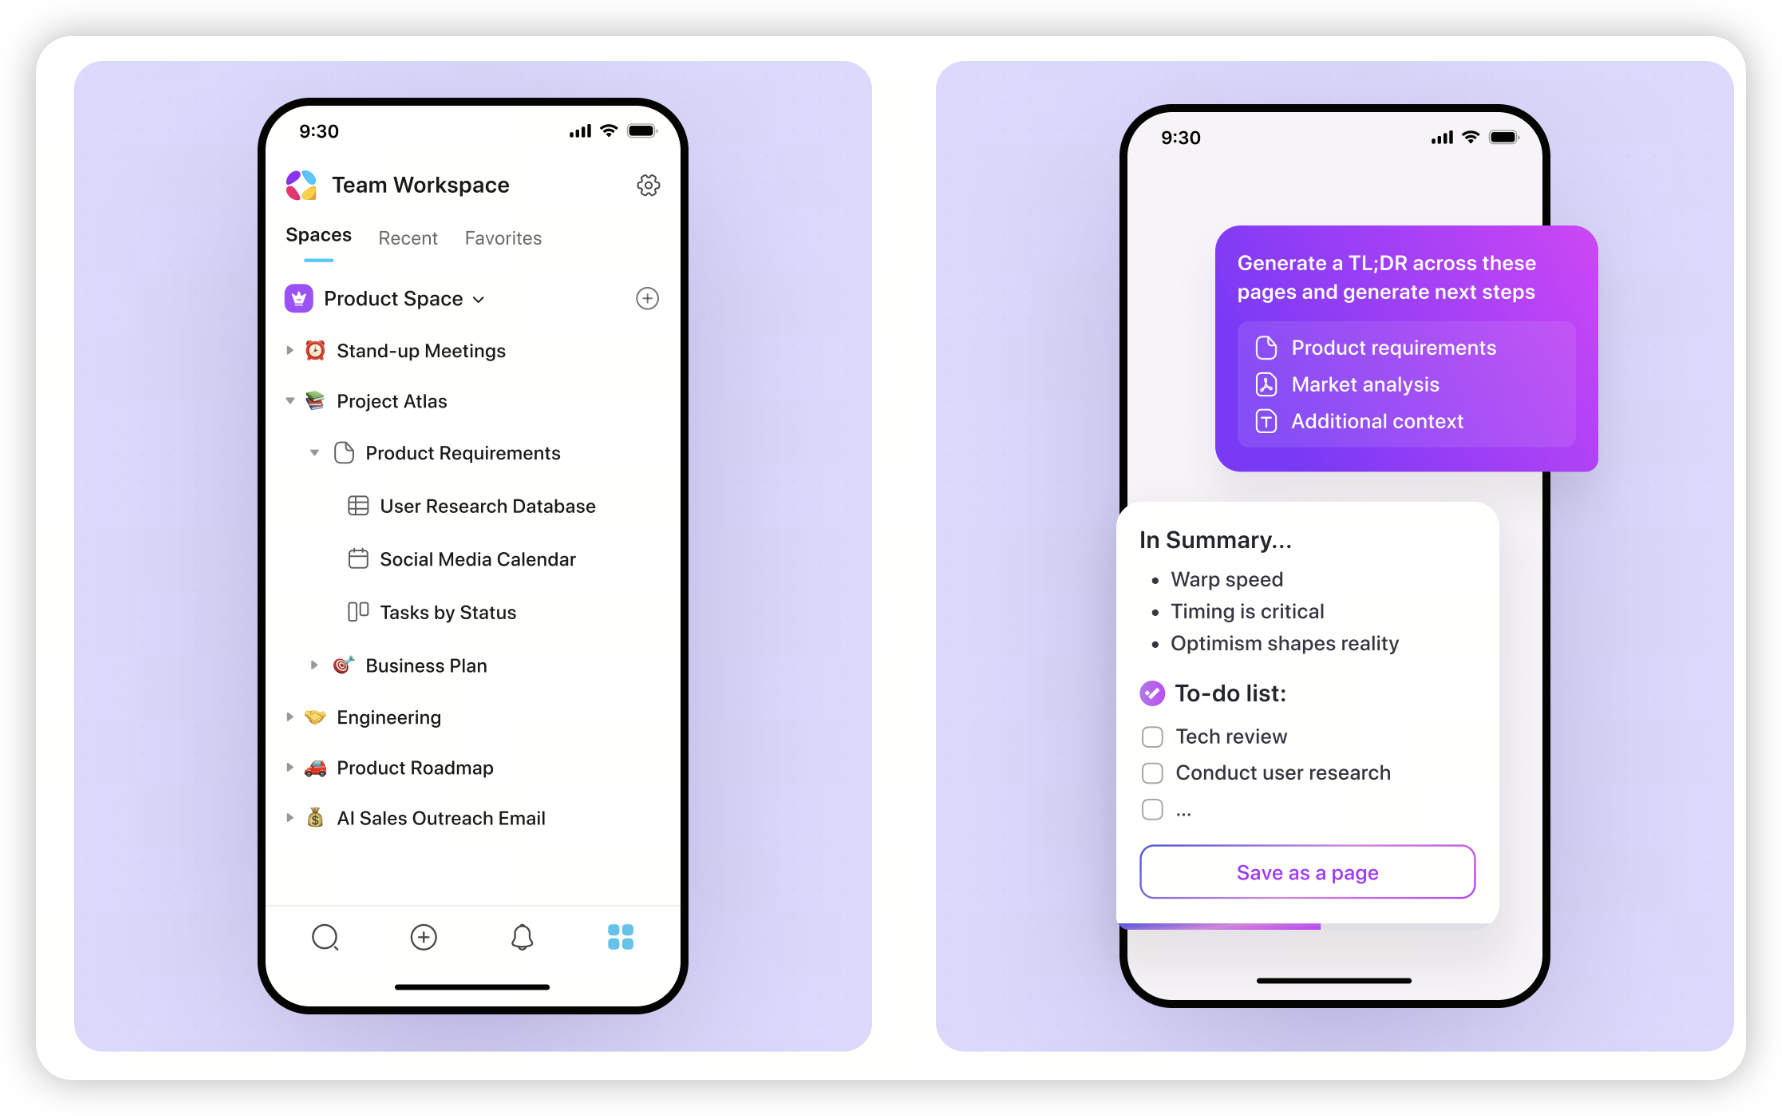 9:30
Team Workspace
Spaces
Recent
Favorites
Product Space
Stand-up Meetings
Project Atlas
Product Requirements
User Research Database
Social Media Calendar
Tasks by Status
Business Plan
Engineering
Product Roadmap
AI Sales Outreach Email
9:30
Generate a TL;DR across these
pages and generate next steps
Product requirements
Market analysis
Additional context
In Summary...
• Warp speed
• Timing is critical
• Optimism shapes reality
To-do list:
Tech review
Conduct user research
...
Save as a page